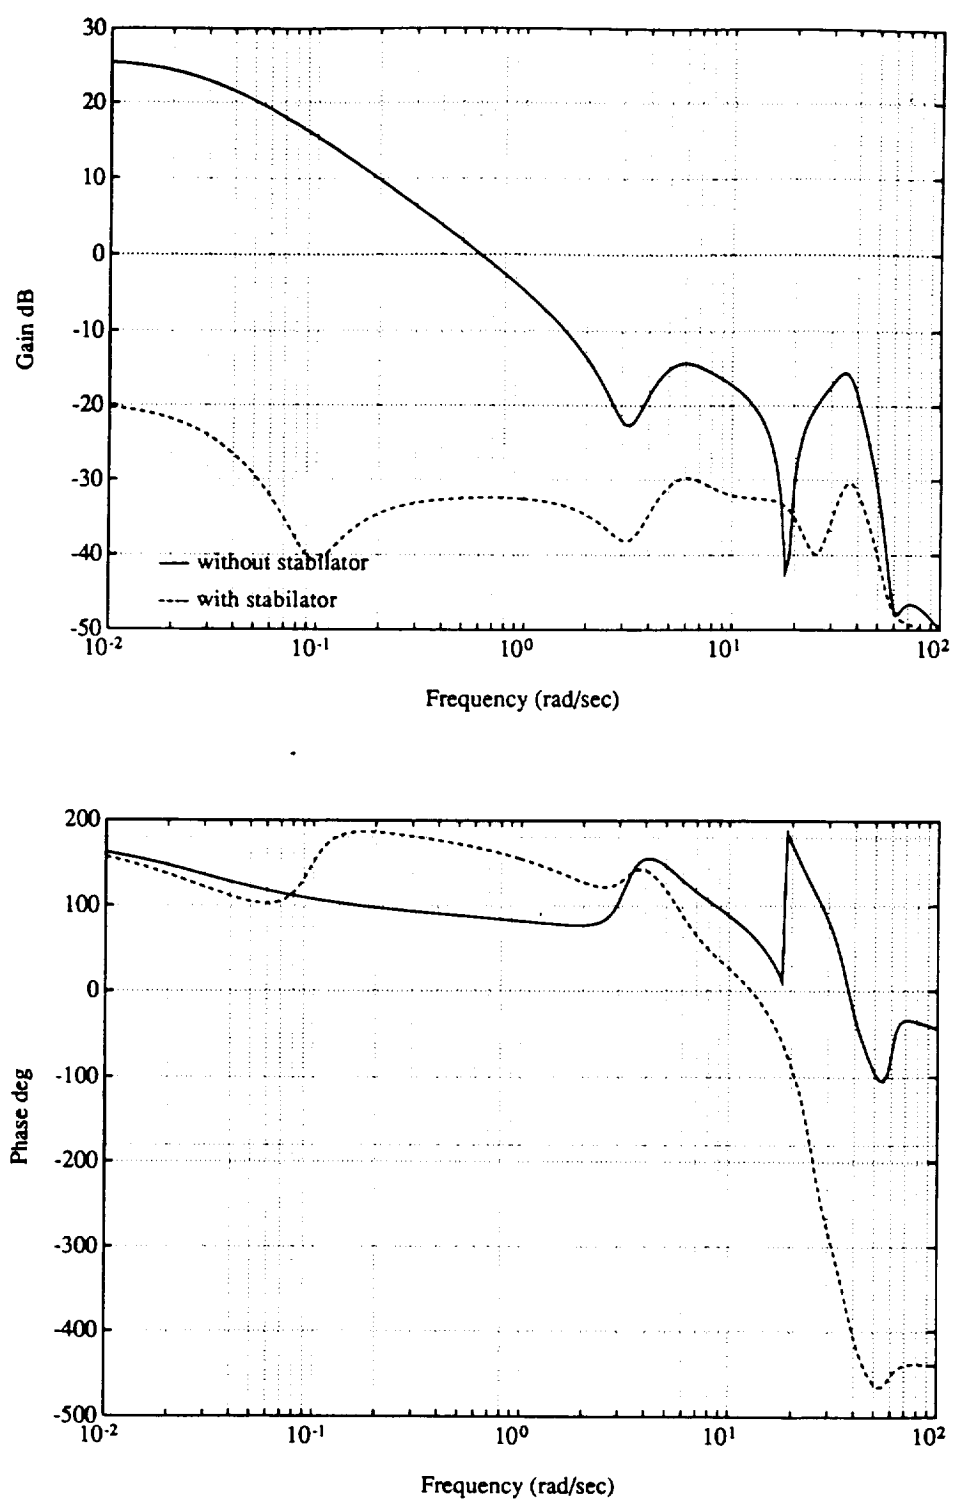 30
20
10
0
-10
-20
-30
-40
-50
Gain dB
without stabilator
with stabilator
10-2 10-1 100 101 102
Frequency (rad/sec)
200
100
0
-100
-200
-300
-400
-500
Phase deg
10-2 10-1 100 101 102
Frequency (rad/sec)